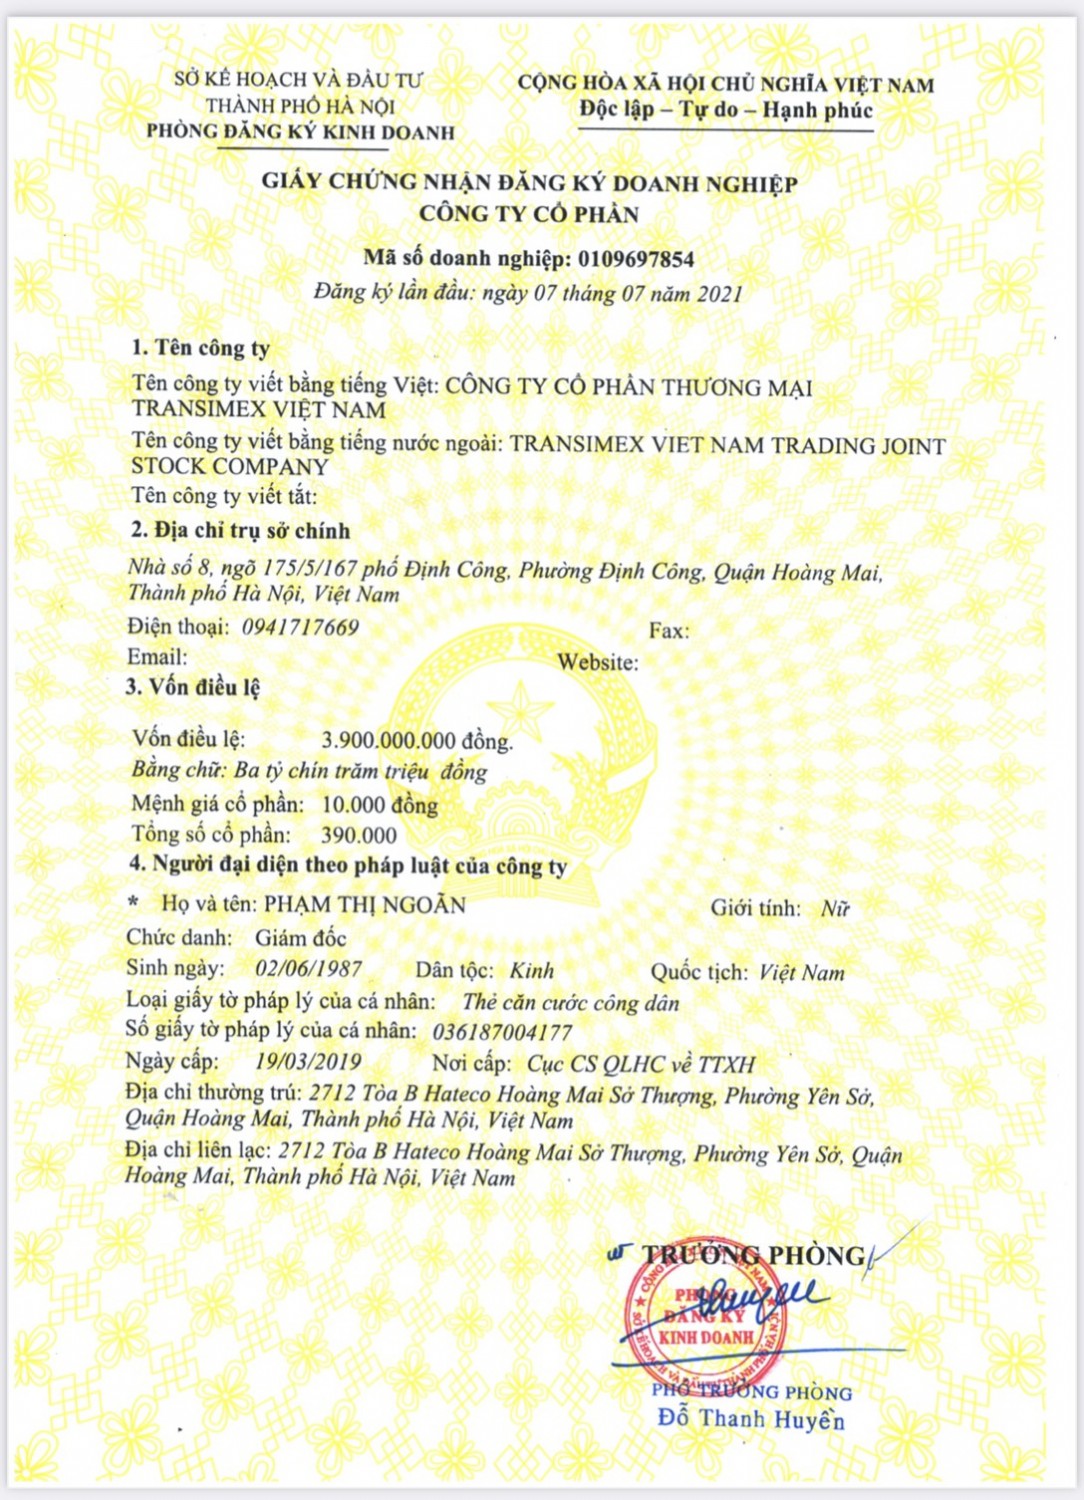 SỞ KẾ HOẠCH VÀ ĐẦU TƯ
THÀNH PHỐ HÀ NỘI
PHÒNG ĐĂNG KÝ KINH DOANH
CỘNG HÒA XÃ HỘI CHỦ NGHĨA VIỆT NAM
Độc lập – Tự do – Hạnh phúc
GIẤY CHỨNG NHẬN ĐĂNG KÝ DOANH NGHIỆP
CÔNG TY CỔ PHẦN
Mã số doanh nghiệp: 0109697854
Đăng ký lần đầu: ngày 07 tháng 07 năm 2021
1. Tên công ty
Tên công ty viết bằng tiếng Việt: CÔNG TY CỔ PHẦN THƯƠNG MẠI
TRANSIMEX VIỆT NAM
Tên công ty viết bằng tiếng nước ngoài: TRANSIMEX VIET NAM TRADING JOINT
STOCK COMPANY
Tên công ty viết tắt:
2. Địa chỉ trụ sở chính
Nhà số 8, ngõ 175/5/167 phố Định Công, Phường Định Công, Quận Hoàng Mai,
Thành phố Hà Nội, Việt Nam
Điện thoại: 0941717669 Fax:
Email: Website:
3. Vốn điều lệ
Vốn điều lệ: 3.900.000.000 đồng.
Bằng chữ: Ba tỷ chín trăm triệu đồng
Mệnh giá cổ phần: 10.000 đồng
Tổng số cổ phần: 390.000
4. Người đại diện theo pháp luật của công ty
* Họ và tên: PHẠM THỊ NGOÃN Giới tính: Nữ
Chức danh: Giám đốc
Sinh ngày: 02/06/1987 Dân tộc: Kinh Quốc tịch: Việt Nam
Loại giấy tờ pháp lý của cá nhân: Thẻ căn cước công dân
Số giấy tờ pháp lý của cá nhân: 036187004177
Ngày cấp: 19/03/2019 Nơi cấp: Cục CS QLHC về TTXH
Địa chỉ thường trú: 2712 Tòa B Hateco Hoàng Mai Sở Thượng, Phường Yên Sở,
Quận Hoàng Mai, Thành phố Hà Nội, Việt Nam
Địa chỉ liên lạc: 2712 Tòa B Hateco Hoàng Mai Sở Thượng, Phường Yên Sở, Quận
Hoàng Mai, Thành phố Hà Nội, Việt Nam
TRƯỞNG PHÒNG
PHÒNG
ĐĂNG KÝ
KINH DOANH
PHÓ TRƯỞNG PHÒNG
Đỗ Thanh Huyền